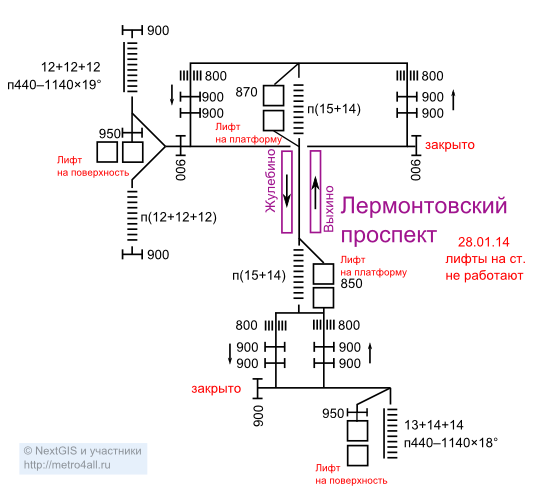 900
12+12+12
п440–1140×19°
800
900
900
870
п(15+14)
800
900
900
950
Лифт
на поверхность
Лифт
на платформу
900
закрыто
900
п(12+12+12)
900
Жулебино
Выхино
Лермонтовский
проспект
28.01.14
лифты на ст.
не работают
п(15+14)
Лифт
на платформу
850
800
800
900
900
900
900
закрыто
900
950
13+14+14
п440–1140×18°
Лифт
на поверхность
© NextGIS и участники
http://metro4all.ru